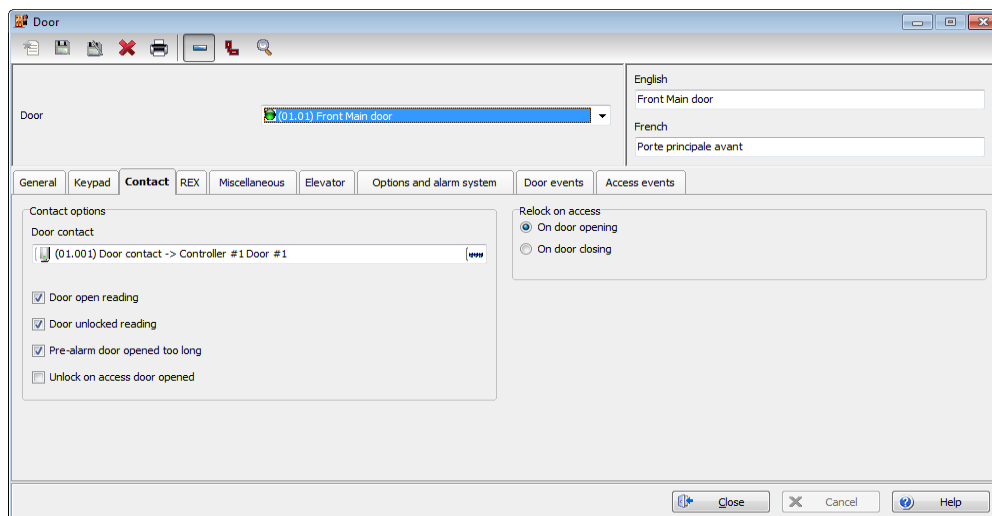 Door
English
Front Main door
Door
(01.01) Front Main door
French
Porte principale avant
General Keypad Contact REX Miscellaneous Elevator Options and alarm system Door events Access events
Contact options
Door contact
(01.001) Door contact -> Controller #1 Door #1
Door open reading
Door unlocked reading
Pre-alarm door opened too long
Unlock on access door opened
Relock on access
On door opening
On door closing
Close Cancel Help